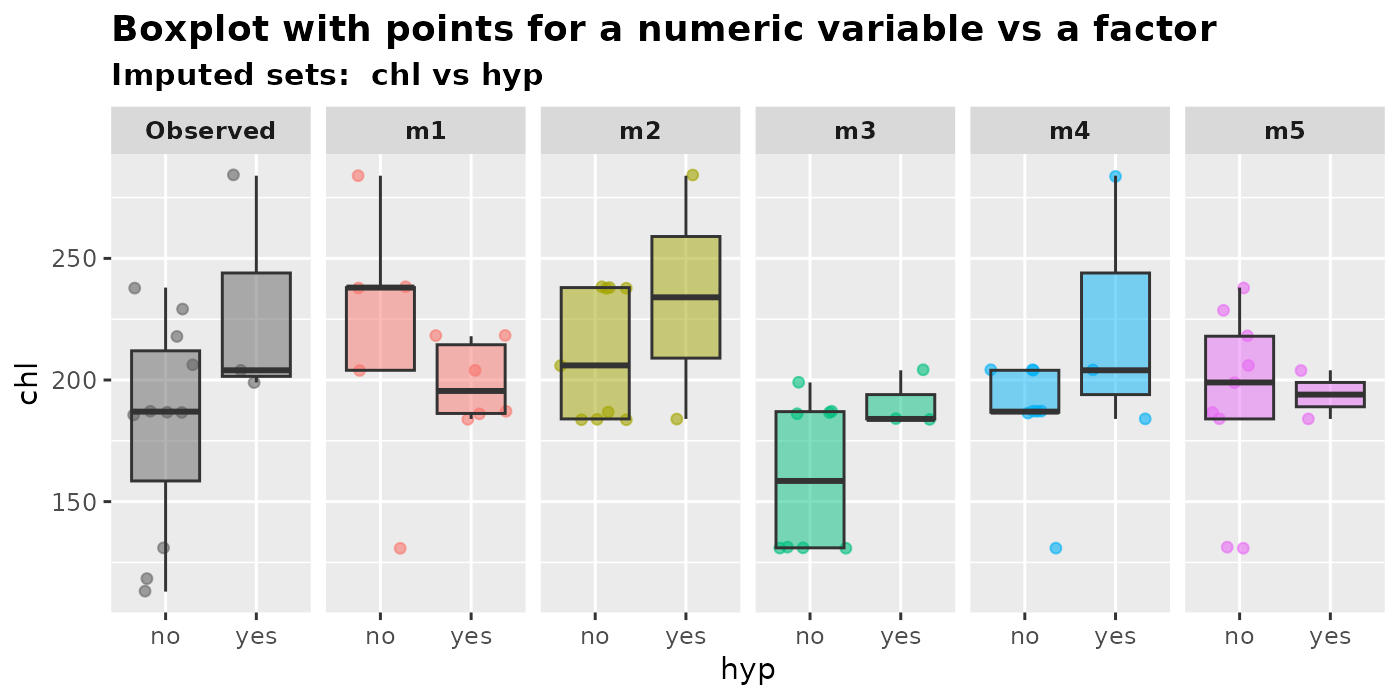 Boxplot with points for a numeric variable vs a factor
Imputed sets:  chl vs hyp
Observed m1 m2 m3 m4 m5
250
200
150
chl
no yes no yes no yes no yes no yes no yes
hyp